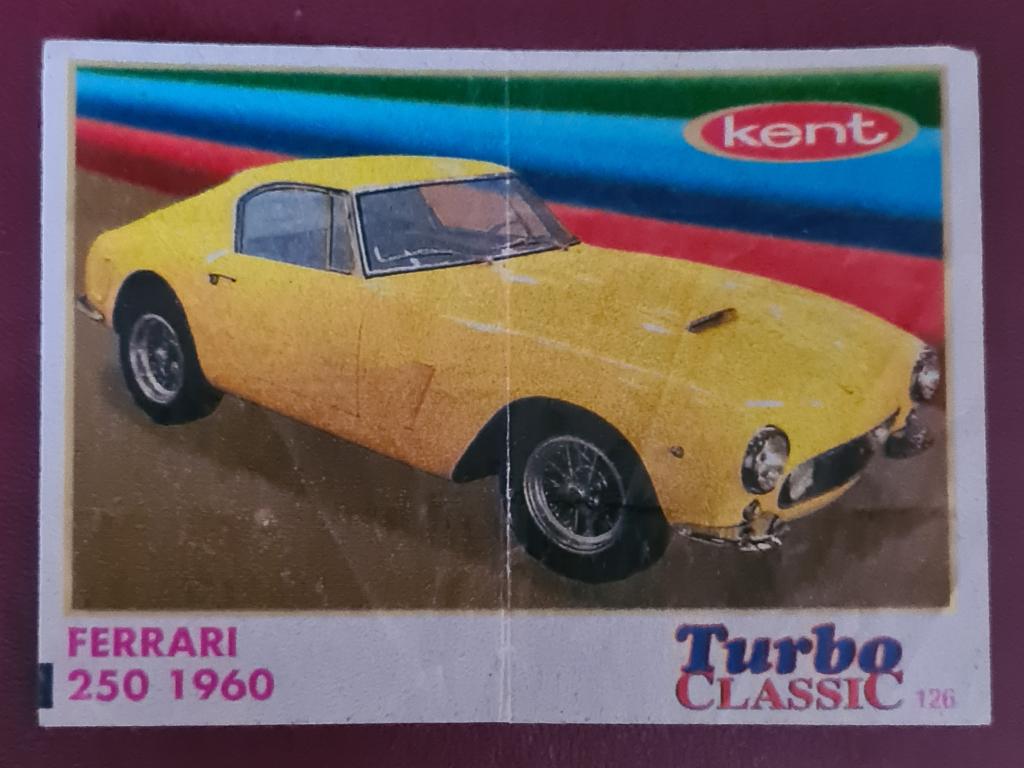 kent
FERRARI
250 1960
Turbo
CLASSIC 126